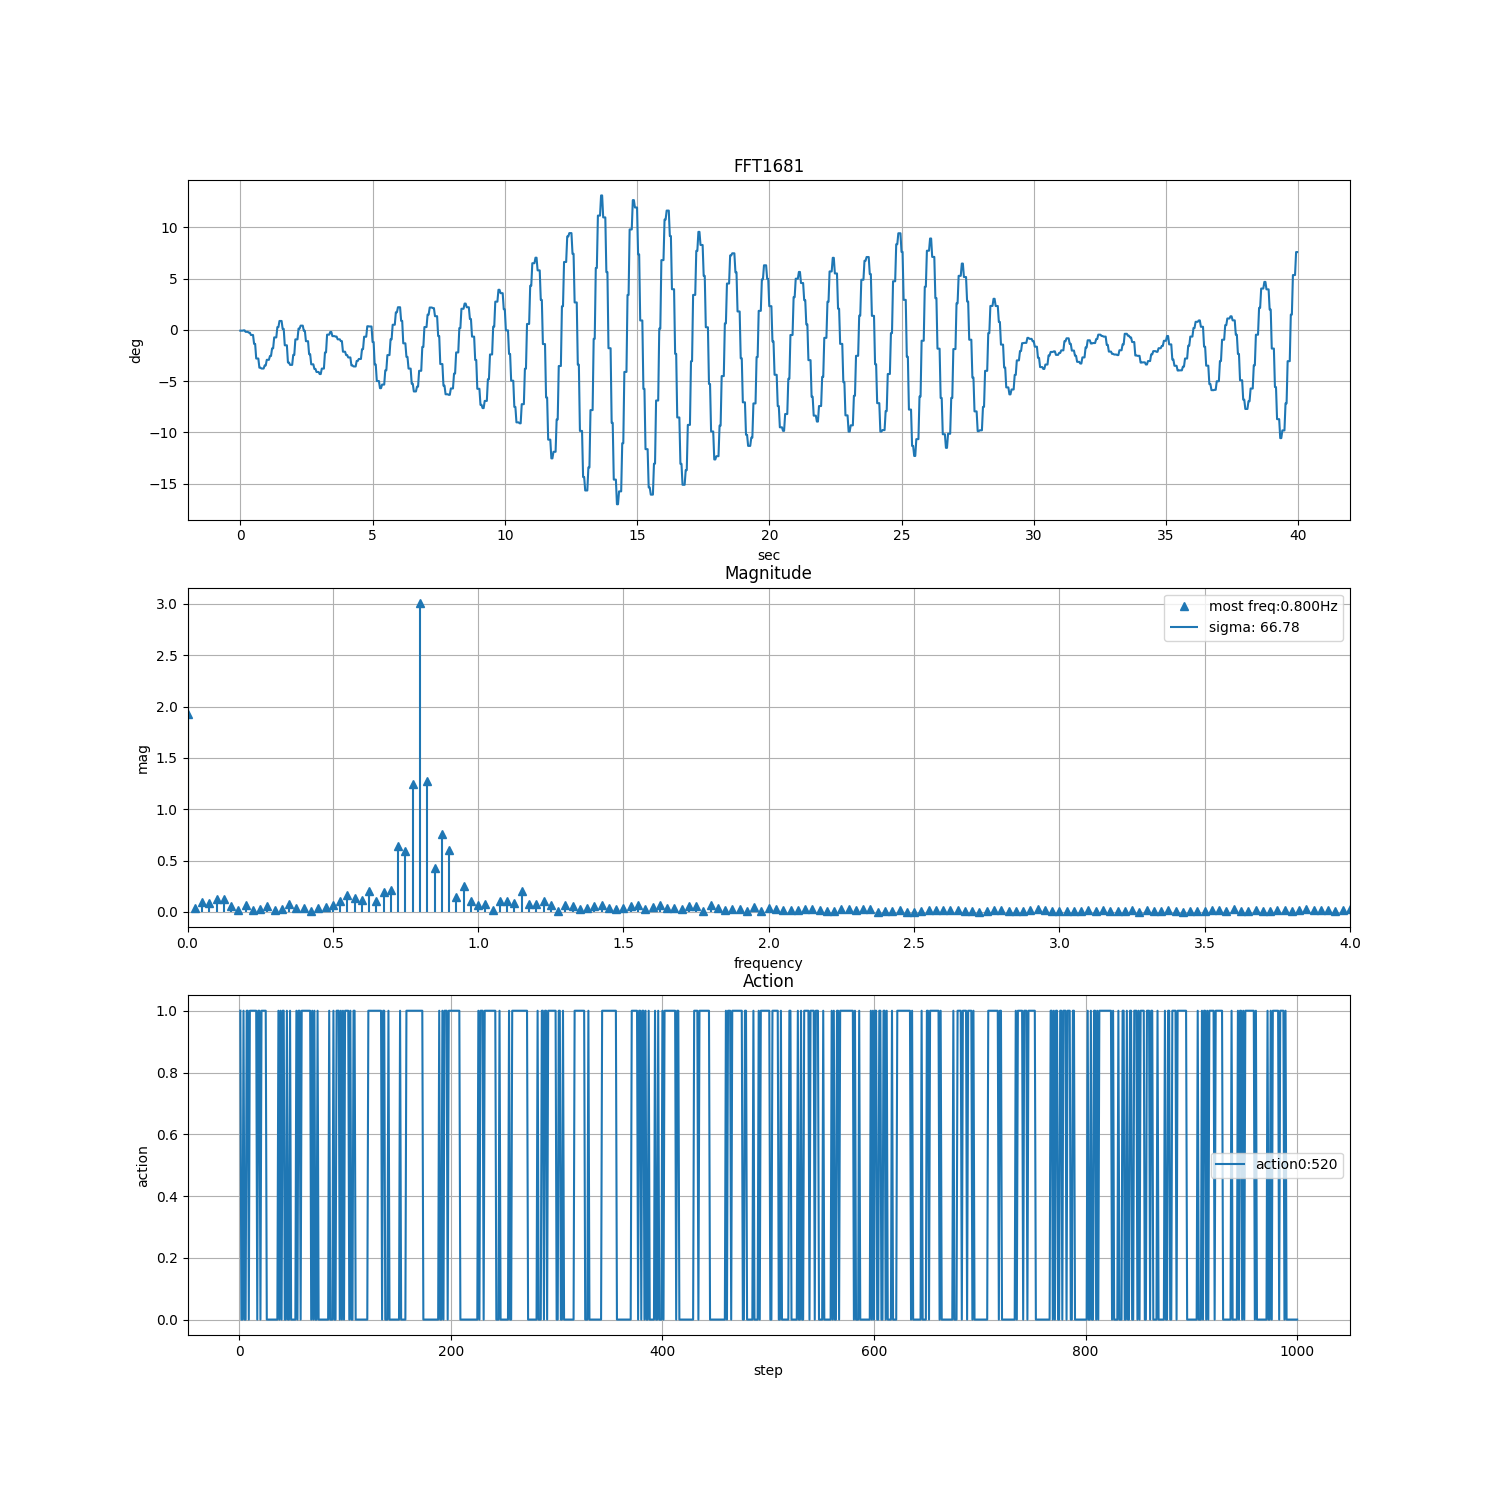 FFT1681
10
5
0
−5
−10
−15
deg
0 5 10 15 20 25 30 35 40
sec
Magnitude
3.0
2.5
2.0
1.5
1.0
0.5
0.0
mag
most freq:0.800Hz
sigma: 66.78
0.0 0.5 1.0 1.5 2.0 2.5 3.0 3.5 4.0
frequency
Action
1.0
0.8
0.6
0.4
0.2
0.0
action
action0:520
0 200 400 600 800 1000
step